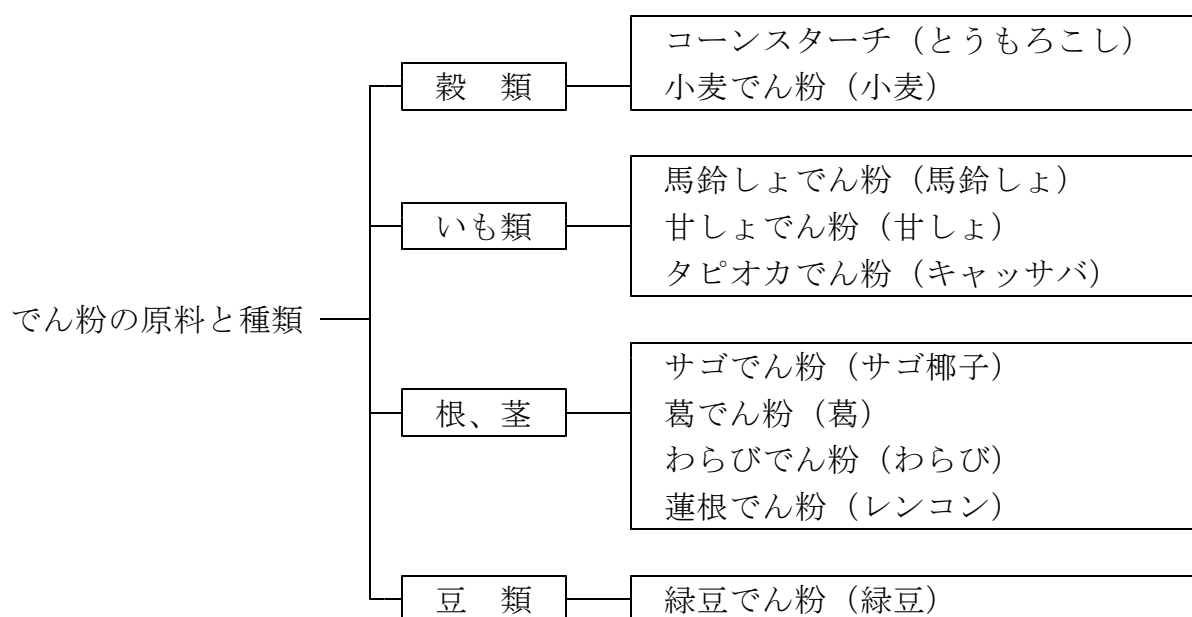 でん粉の原料と種類
穀　類
コーンスターチ（とうもろこし）
小麦でん粉（小麦）
いも類
馬鈴しょでん粉（馬鈴しょ）
甘しょでん粉（甘しょ）
タピオカでん粉（キャッサバ）
根、茎
サゴでん粉（サゴ椰子）
葛でん粉（葛）
わらびでん粉（わらび）
蓮根でん粉（レンコン）
豆　類
緑豆でん粉（緑豆）